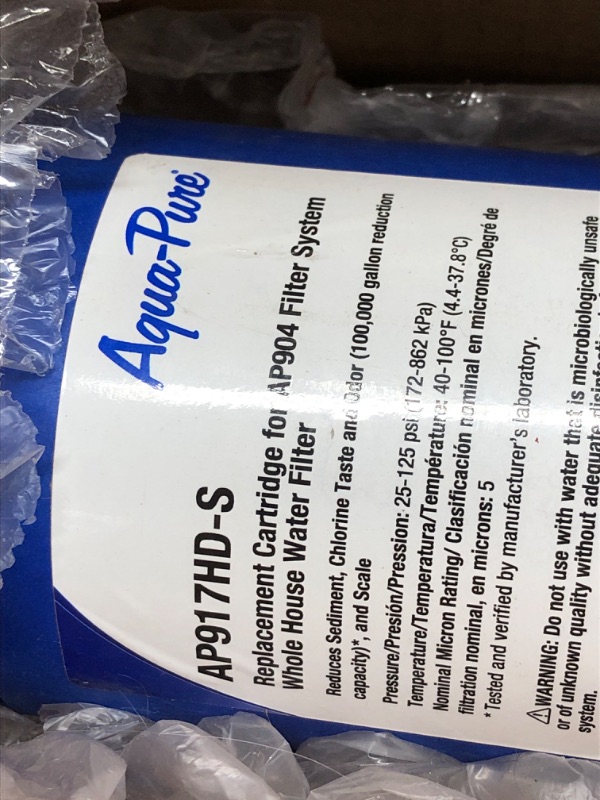 Aqua-Pure
AP917HD-S
Replacement Cartridge for AP904 Filter System
Whole House Water Filter
Reduces Sediment, Chlorine Taste and Odor (100,000 gallon reduction
capacity)*, and Scale
Pressure/Presión/Pression: 25-125 psi (172-862 kPa)
Temperature/Temperatura/Température: 40-100°F (4.4-37.8°C)
Nominal Micron Rating/ Clasificación nominal en micrones/Degré de
filtration nominal, en microns: 5
*Tested and verified by manufacturer's laboratory.
⚠WARNING: Do not use with water that is microbiologically unsafe
or of unknown quality without adequate
system.